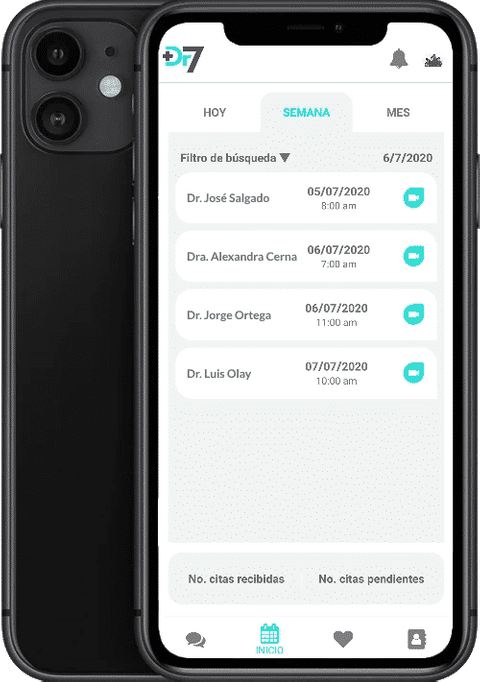 Dr7
HOY
SEMANA
MES
Filtro de búsqueda
6/7/2020
Dr. José Salgado
05/07/2020
8:00 am
Dra. Alexandra Cerna
06/07/2020
7:00 am
Dr. Jorge Ortega
06/07/2020
11:00 am
Dr. Luis Olay
07/07/2020
10:00 am
No. citas recibidas
No. citas pendientes
INICIO